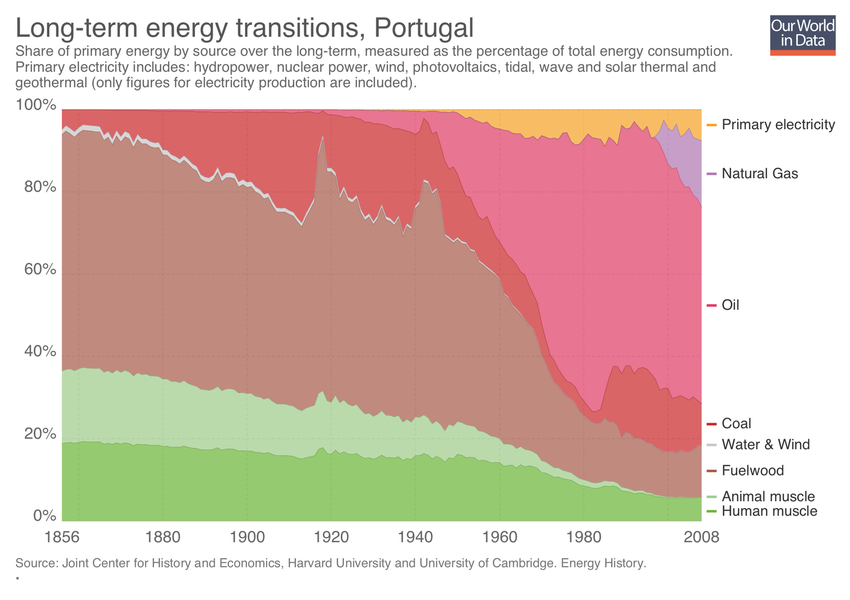 Long-term energy transitions, Portugal
Our World
in Data
Share of primary energy by source over the long-term, measured as the percentage of total energy consumption.
Primary electricity includes: hydropower, nuclear power, wind, photovoltaics, tidal, wave and solar thermal and
geothermal (only figures for electricity production are included).
100%
Primary electricity
Natural Gas
80%
60%
Oil
40%
Coal
20%
Water & Wind
Fuelwood
Animal muscle
Human muscle
0%
1856
1880
1900
1920
1940
1960
1980
2008
Source: Joint Center for History and Economics, Harvard University and University of Cambridge. Energy History.